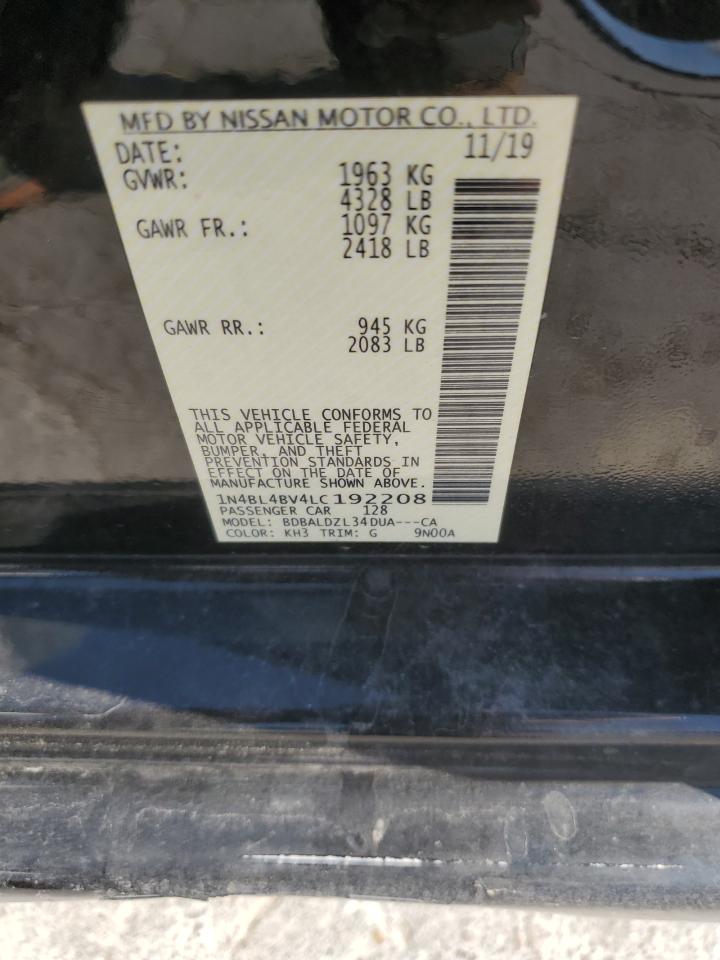 MFD BY NISSAN MOTOR CO., LTD.
DATE: 11/19
GVWR: 1963 KG
4328 LB
GAWR FR.: 1097 KG
2418 LB
GAWR RR.: 945 KG
2083 LB
THIS VEHICLE CONFORMS TO
ALL APPLICABLE FEDERAL
MOTOR VEHICLE SAFETY,
BUMPER, AND THEFT
PREVENTION STANDARDS IN
EFFECT ON THE DATE OF
MANUFACTURE SHOWN ABOVE.
1N4BL4BV4LC192208
PASSENGER CAR 128
MODEL: BDBALDZL34DUA---CA
COLOR: KH3 TRIM: G 9N00A